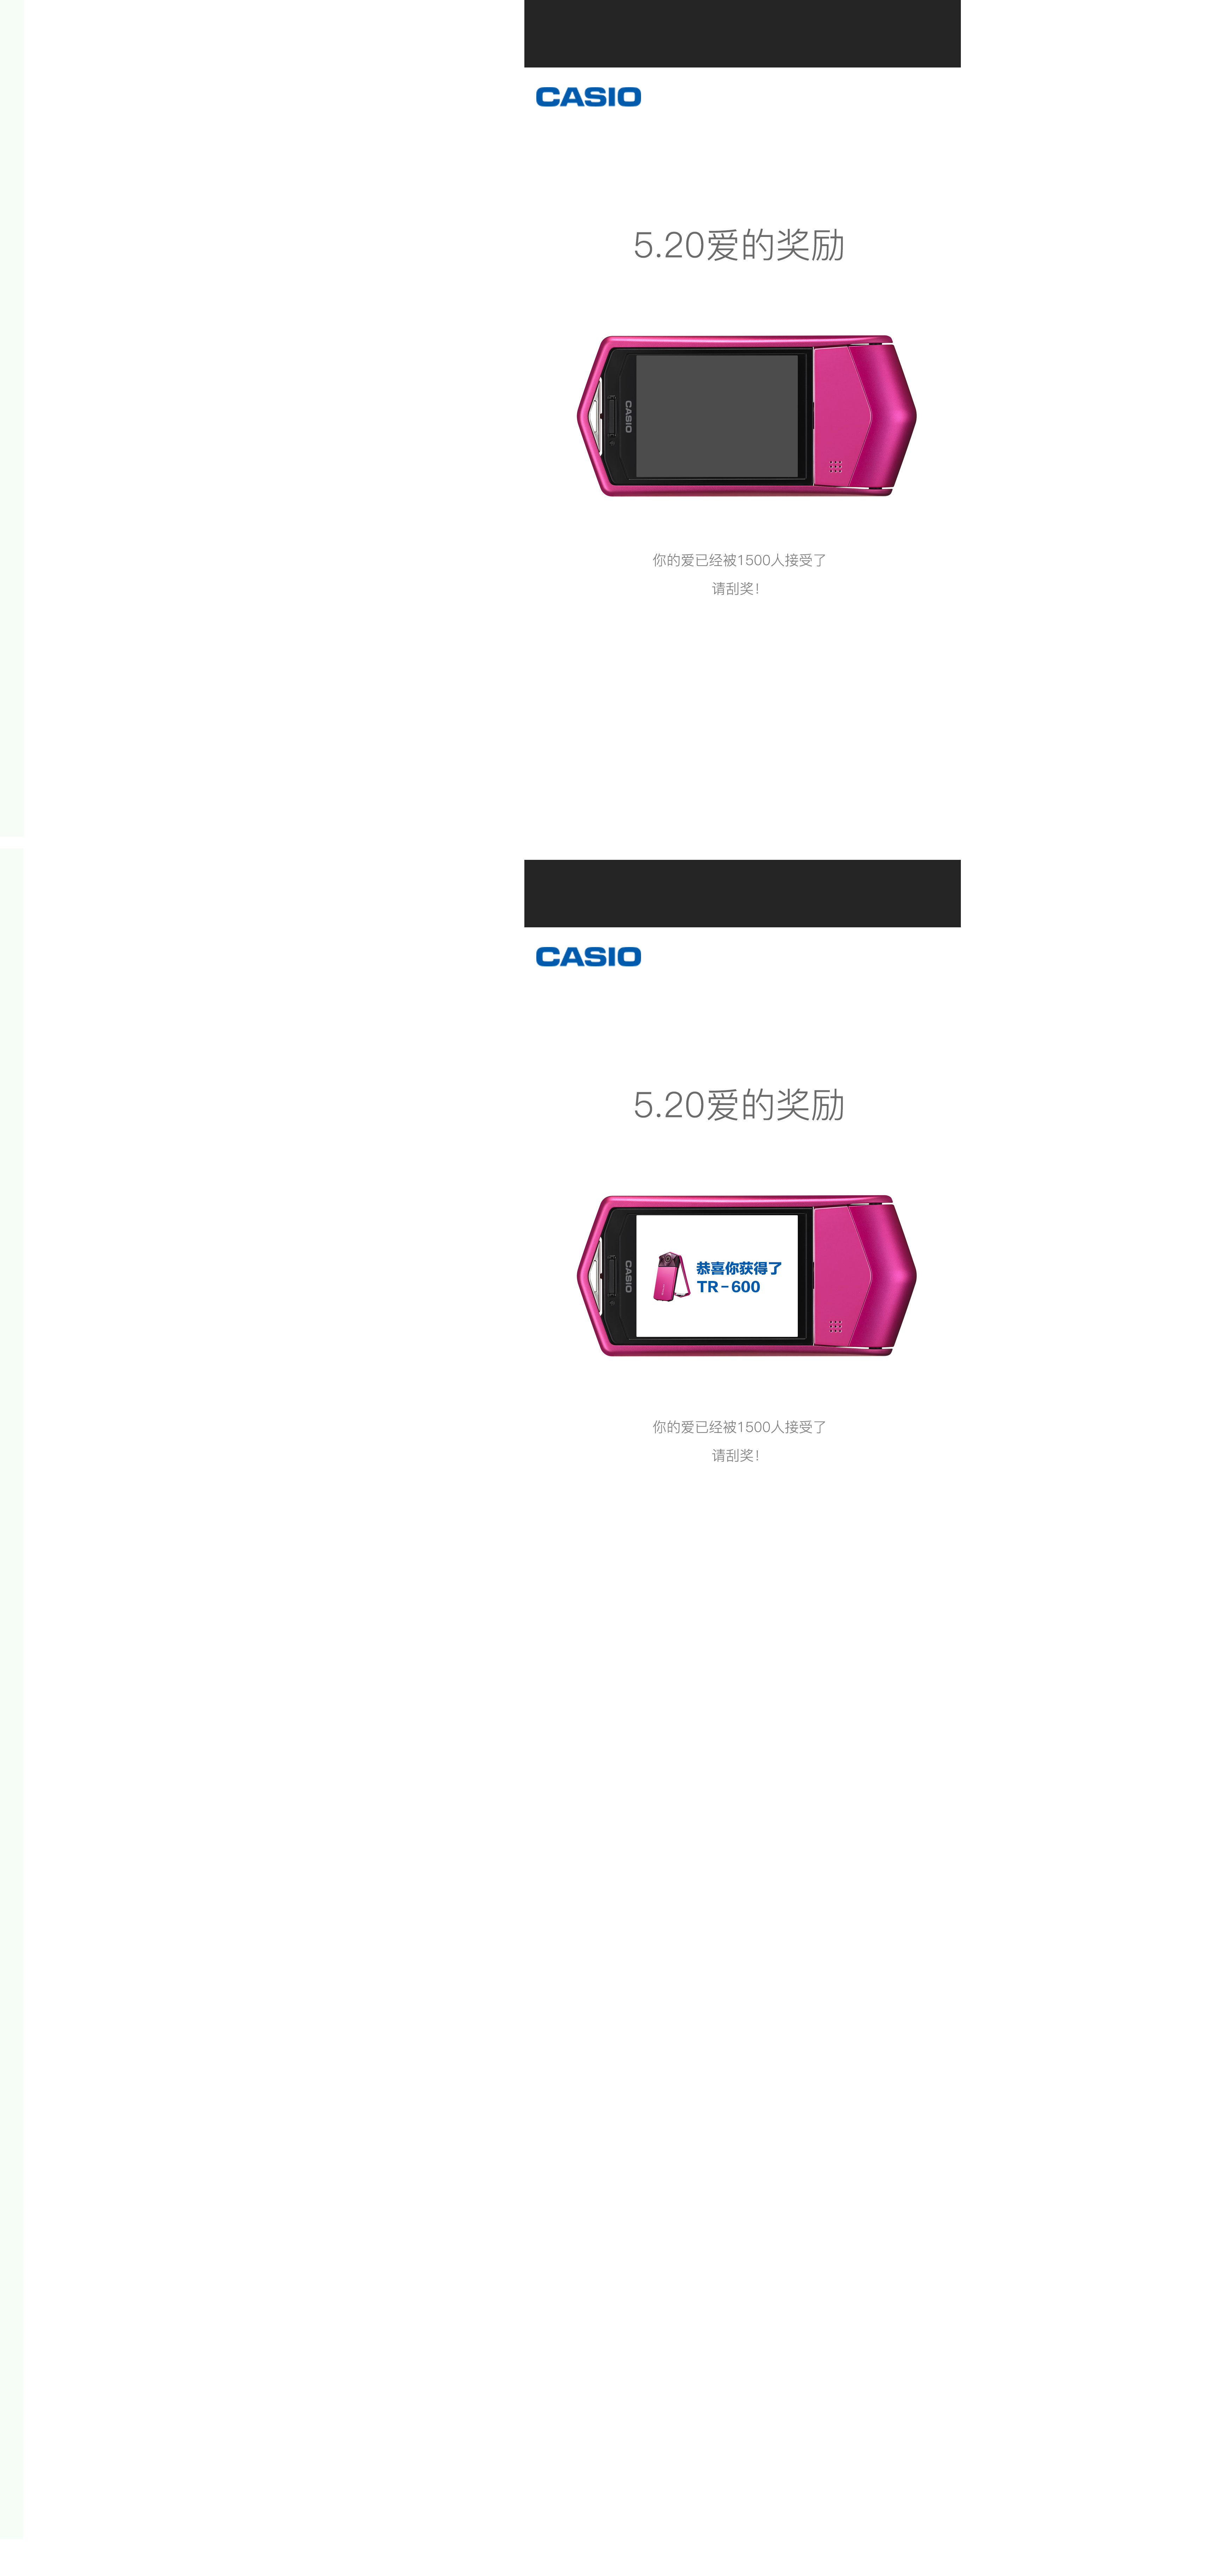 CASIO
5.20爱的奖励
CASIO
你的爱已经被1500人接受了
请刮奖！
CASIO
5.20爱的奖励
CASIO
恭喜你获得了
TR-600
你的爱已经被1500人接受了
请刮奖！